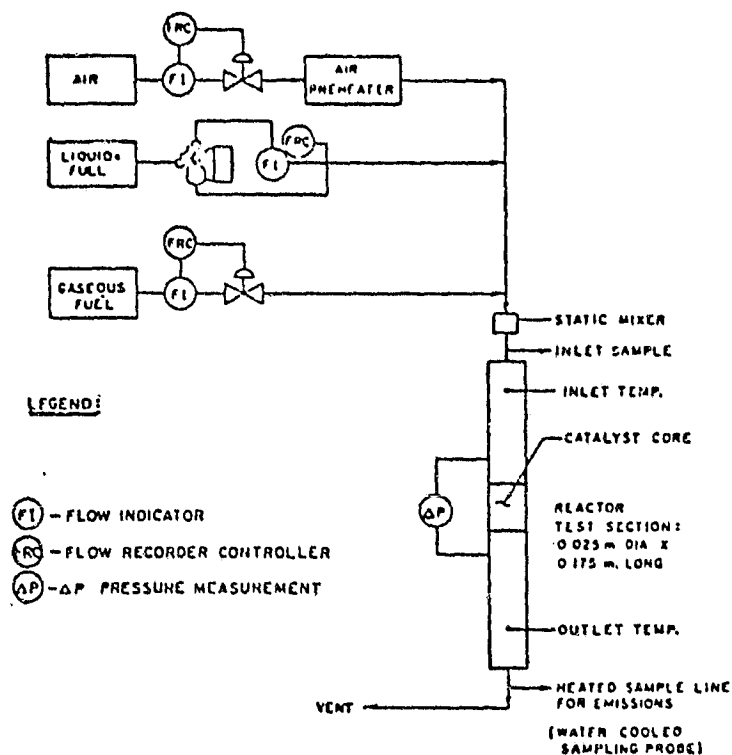 FRC
AIR
FI
AIR
PREHEATER
LIQUID
FULL
FRC
FI
FRC
GASEOUS
FUEL
FI
STATIC MIXER
INLET SAMPLE
LEGEND:
INLET TEMP.
CATALYST CORE
ΔP
REACTOR
TEST SECTION:
0.025 m DIA X
0.175 m. LONG
FI - FLOW INDICATOR
FRC - FLOW RECORDER CONTROLLER
ΔP - ΔP PRESSURE MEASUREMENT
OUTLET TEMP.
HEATED SAMPLE LINE
FOR EMISSIONS
VENT
(WATER COOLED
SAMPLING PROBE)